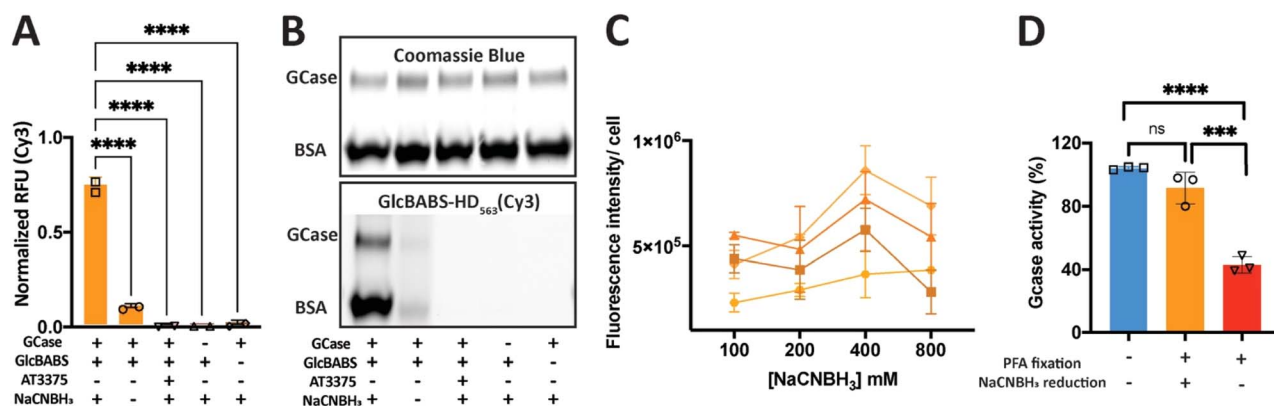 A
Normalized RFU (Cy3)
1.0
0.5
0.0
****
****
****
****
GCase + + + - +
GlcBABS + + + + -
AT3375 - - + - -
NaCNBH₃ + - + + +
B
Coomassie Blue
GCase
BSA
GlcBABS-HD₅₆₃(Cy3)
GCase
BSA
GCase + + + - +
GlcBABS + + + + -
AT3375 - - + - -
NaCNBH₃ + - + + +
C
Fluorescence intensity/ cell
1×10⁶
5×10⁵
100 200 400 800
[NaCNBH₃] mM
D
Gcase activity (%)
120
80
40
0
****
ns ***
PFA fixation - + +
NaCNBH₃ reduction - + -